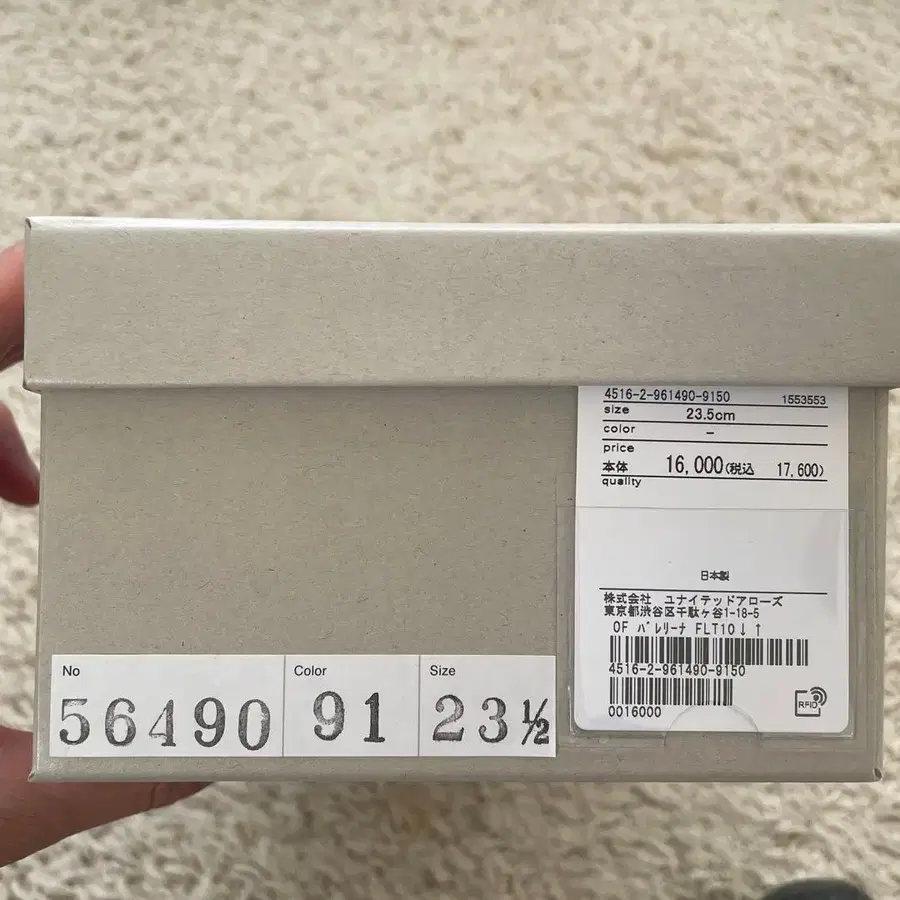 4516-2-961490-9150 1553553
size 23.5cm
color -
price
本体 16,000(税込 17,600)
quality
日本製
株式会社 ユナイテッドアローズ
東京都渋谷区千駄ヶ谷1-18-5
OF バレリーナ FLT10↓ ↑
4516-2-961490-9150
0016000
RFID
No Color Size
56490 91 23½